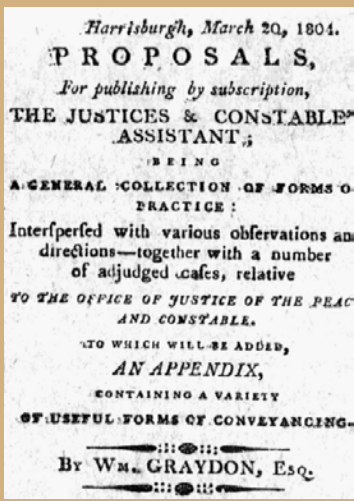 Harrisburgh, March 20, 1804.
PROPOSALS,
For publishing by subscription,
THE JUSTICES & CONSTABLE
ASSISTANT;
BEING
A GENERAL COLLECTION OF FORMS O
PRACTICE:
Interſperſed with various obſervations an
directions—together with a number
of adjudged caſes, relative
TO THE OFFICE OF JUSTICE OF THE PEAC
AND CONSTABLE.
TO WHICH WILL BE ADDED,
AN APPENDIX,
CONTAINING A VARIETY
OF USEFUL FORMS OF CONVEYANCING.
BY WM. GRAYDON, ESQ.